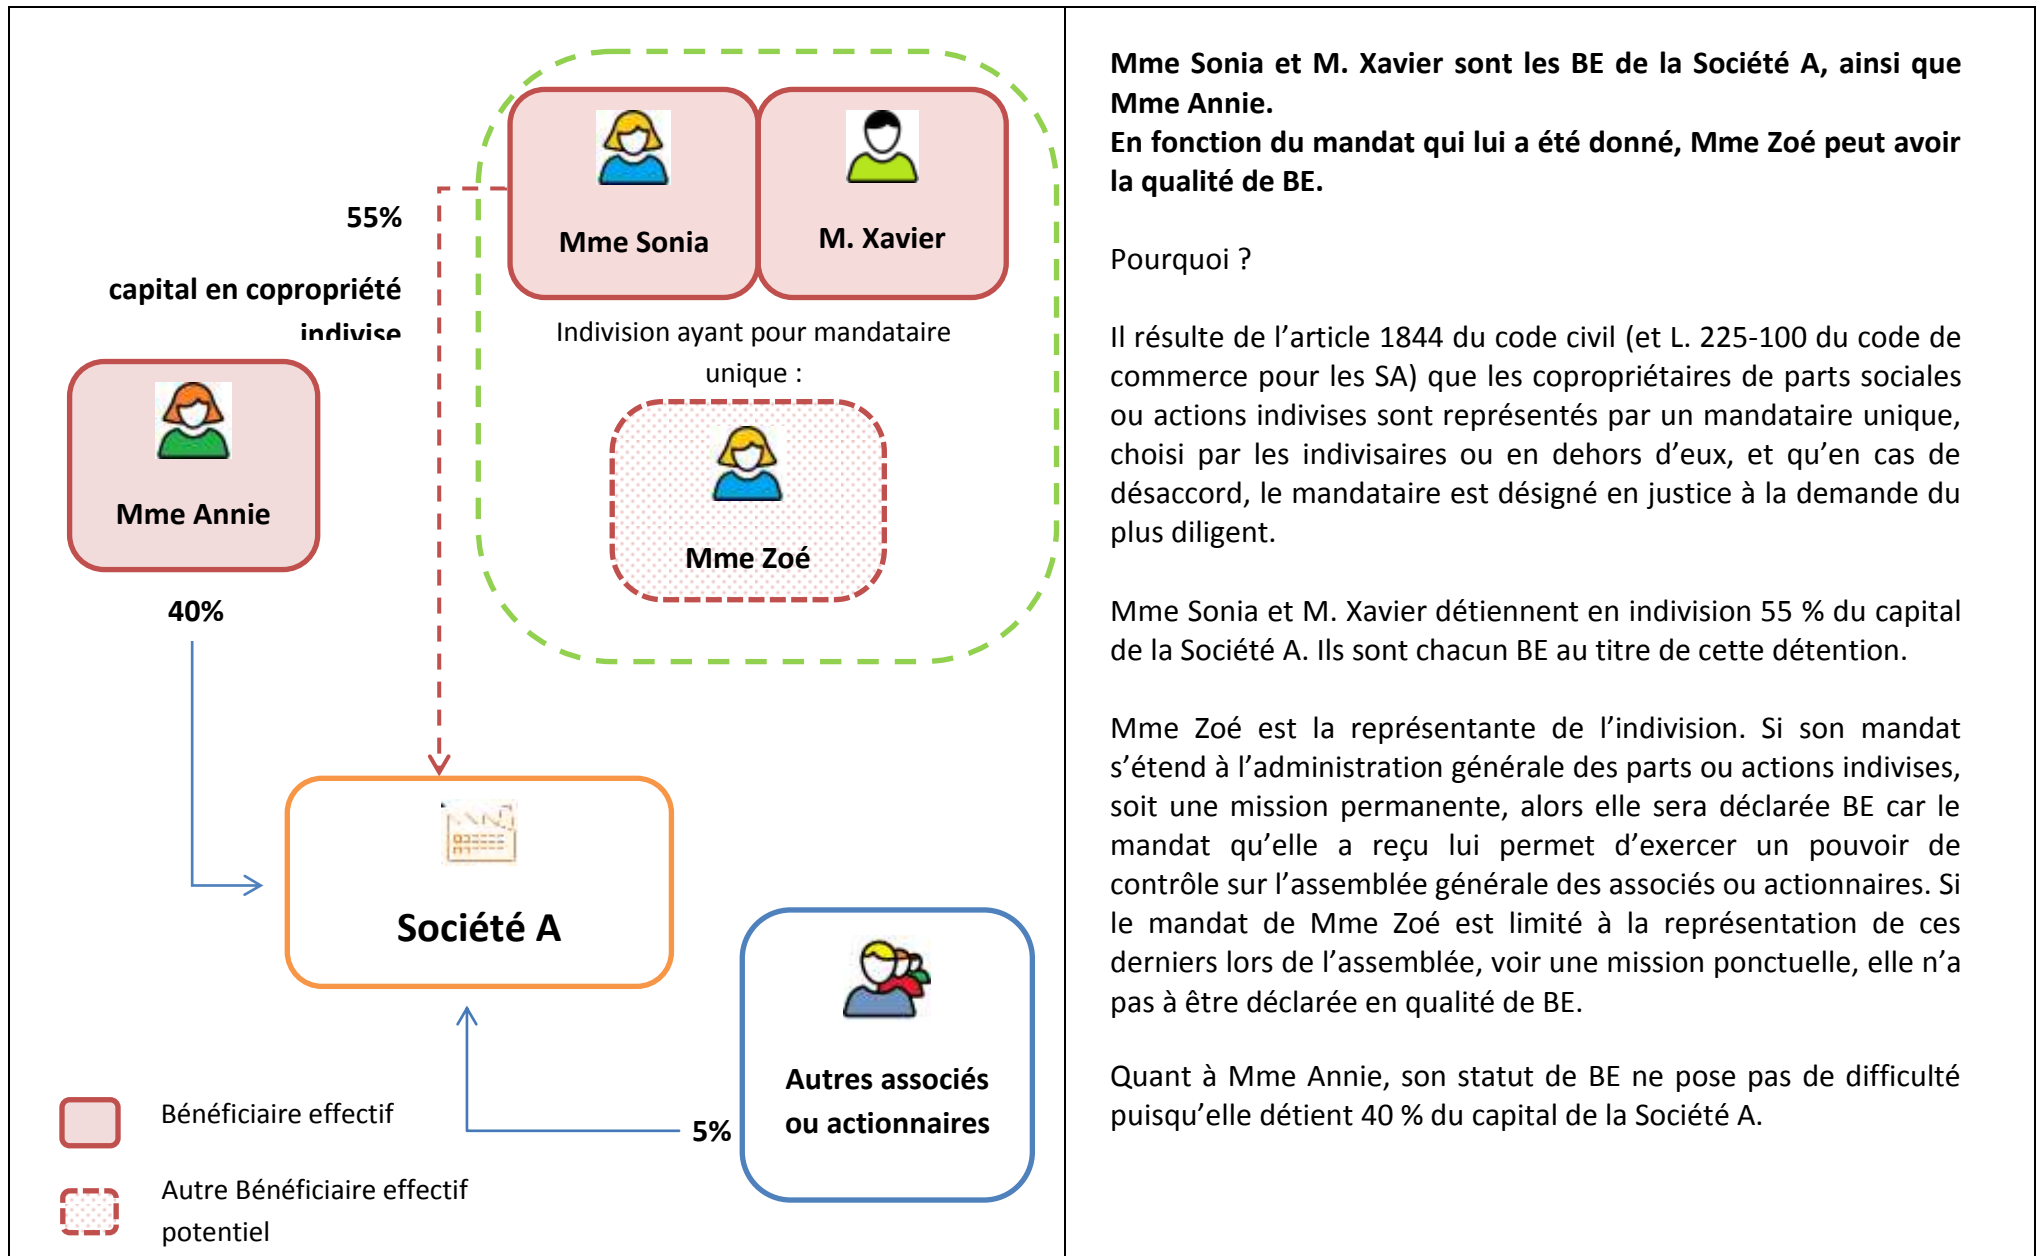 55%
capital en copropriété
indivise
Mme Sonia
M. Xavier
Indivision ayant pour mandataire
unique :
Mme Zoé
Mme Annie
40%
Société A
Autres associés
ou actionnaires
5%
Bénéficiaire effectif
Autre Bénéficiaire effectif
potentiel
Mme Sonia et M. Xavier sont les BE de la Société A, ainsi que
Mme Annie.
En fonction du mandat qui lui a été donné, Mme Zoé peut avoir
la qualité de BE.
Pourquoi ?
Il résulte de l’article 1844 du code civil (et L. 225-100 du code de
commerce pour les SA) que les copropriétaires de parts sociales
ou actions indivises sont représentés par un mandataire unique,
choisi par les indivisaires ou en dehors d’eux, et qu’en cas de
désaccord, le mandataire est désigné en justice à la demande du
plus diligent.
Mme Sonia et M. Xavier détiennent en indivision 55 % du capital
de la Société A. Ils sont chacun BE au titre de cette détention.
Mme Zoé est la représentante de l’indivision. Si son mandat
s’étend à l’administration générale des parts ou actions indivises,
soit une mission permanente, alors elle sera déclarée BE car le
mandat qu’elle a reçu lui permet d’exercer un pouvoir de
contrôle sur l’assemblée générale des associés ou actionnaires. Si
le mandat de Mme Zoé est limité à la représentation de ces
derniers lors de l’assemblée, voir une mission ponctuelle, elle n’a
pas à être déclarée en qualité de BE.
Quant à Mme Annie, son statut de BE ne pose pas de difficulté
puisqu’elle détient 40 % du capital de la Société A.